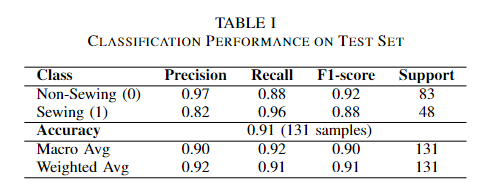 TABLE I
CLASSIFICATION PERFORMANCE ON TEST SET
Class Precision Recall F1-score Support
Non-Sewing (0) 0.97 0.88 0.92 83
Sewing (1) 0.82 0.96 0.88 48
Accuracy 0.91 (131 samples)
Macro Avg 0.90 0.92 0.90 131
Weighted Avg 0.92 0.91 0.91 131